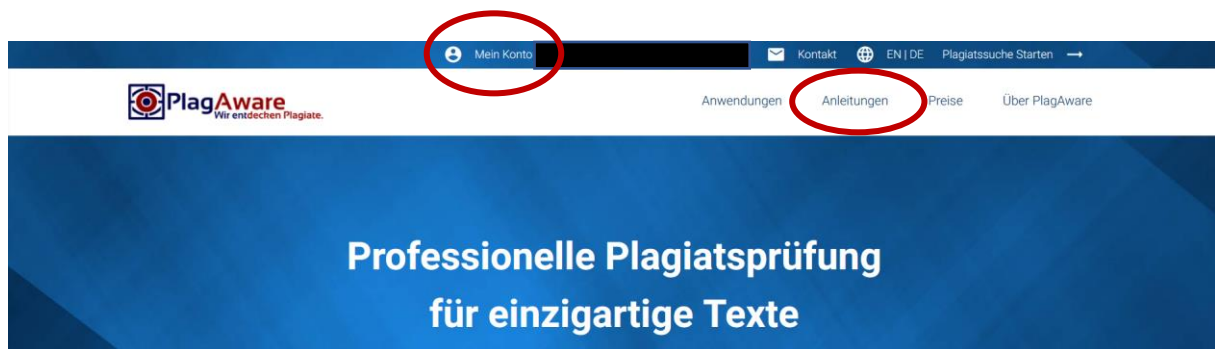 Mein Konto Kontakt EN | DE Plagiatssuche Starten →
PlagAware
Wir entdecken Plagiate.
Anwendungen Anleitungen Preise Über PlagAware
Professionelle Plagiatsprüfung
für einzigartige Texte